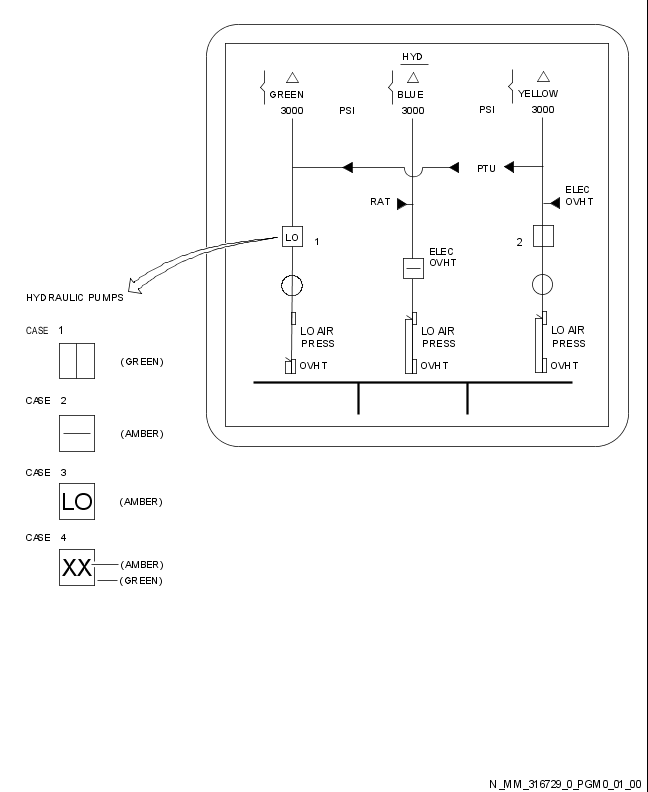 HYD
GREEN
BLUE
YELLOW
3000
PSI
3000
PSI
3000
PTU
RAT
ELEC
OVHT
LO
1
2
ELEC
OVHT
HYDRAULIC PUMPS
LO AIR
PRESS
LO AIR
PRESS
LO AIR
PRESS
OVHT
OVHT
OVHT
CASE 1
(GREEN)
CASE 2
(AMBER)
CASE 3
LO
(AMBER)
CASE 4
XX
(AMBER)
(GREEN)
N_MM_316729_0_PGM0_01_00